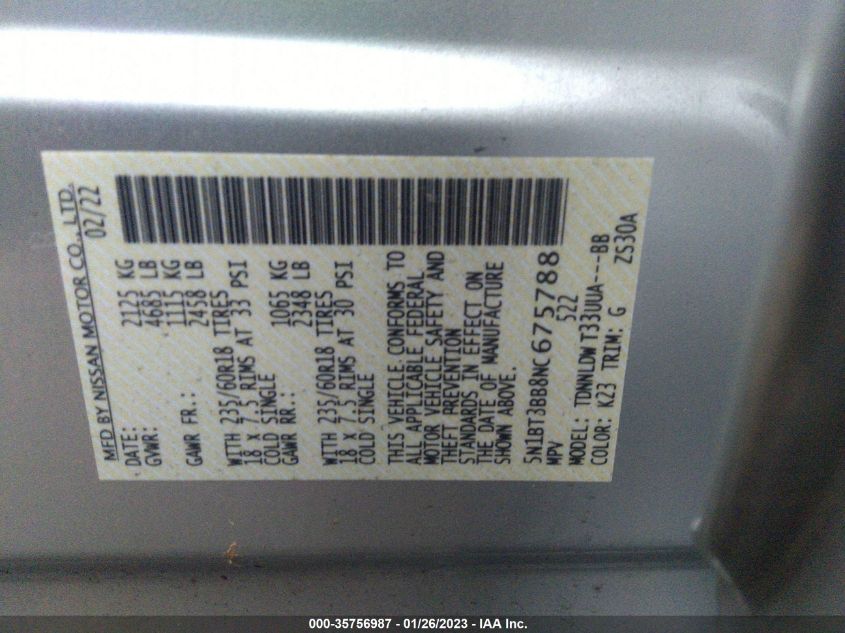 MFD BY NISSAN MOTOR CO., LTD.
DATE: 02/22
GVWR: 2125 KG
4685 LB
GAWR FR.: 1115 KG
2458 LB
WITH 235/60R18 TIRES
18 x 7.5 RIMS AT 33 PSI
COLD SINGLE
GAWR RR.: 1065 KG
2348 LB
WITH 235/60R18 TIRES
18 x 7.5 RIMS AT 30 PSI
COLD SINGLE
THIS VEHICLE CONFORMS TO
ALL APPLICABLE FEDERAL
MOTOR VEHICLE SAFETY AND
THEFT PREVENTION
STANDARDS IN EFFECT ON
THE DATE OF MANUFACTURE
SHOWN ABOVE.
5N1BT3BB8NC675788
MPV 522
MODEL: TDNNLDW T33UUA----BB
COLOR: K23 TRIM: G ZS30A
000-35756987 - 01/26/2023 - IAA Inc.